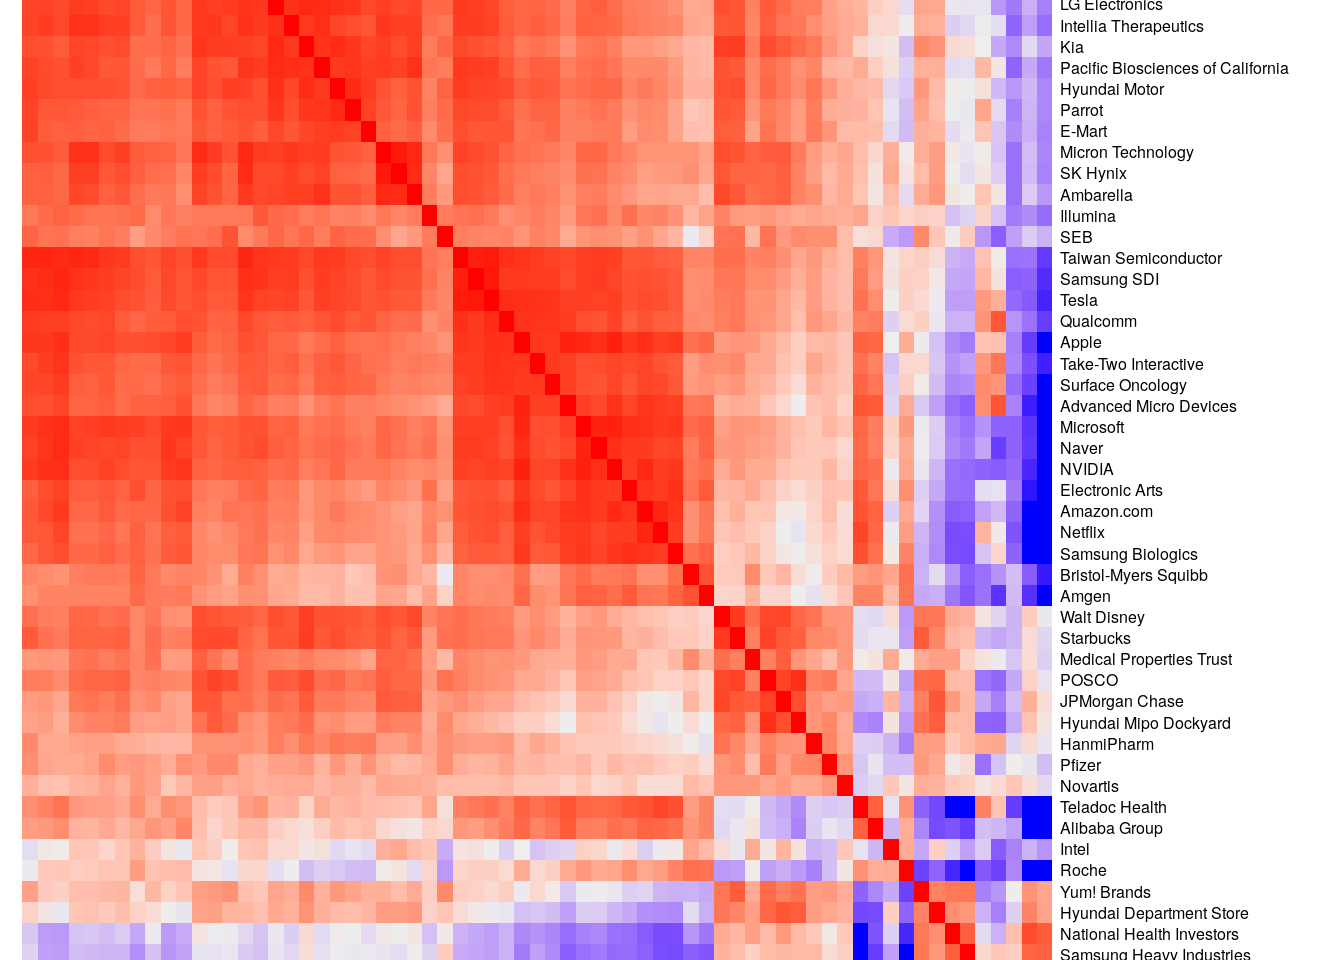 LG Electronics
Intellia Therapeutics
Kia
Pacific Biosciences of California
Hyundai Motor
Parrot
E-Mart
Micron Technology
SK Hynix
Ambarella
Illumina
SEB
Taiwan Semiconductor
Samsung SDI
Tesla
Qualcomm
Apple
Take-Two Interactive
Surface Oncology
Advanced Micro Devices
Microsoft
Naver
NVIDIA
Electronic Arts
Amazon.com
Netflix
Samsung Biologics
Bristol-Myers Squibb
Amgen
Walt Disney
Starbucks
Medical Properties Trust
POSCO
JPMorgan Chase
Hyundai Mipo Dockyard
HanmiPharm
Pfizer
Novartis
Teladoc Health
Alibaba Group
Intel
Roche
Yum! Brands
Hyundai Department Store
National Health Investors
Samsung Heavy Industries